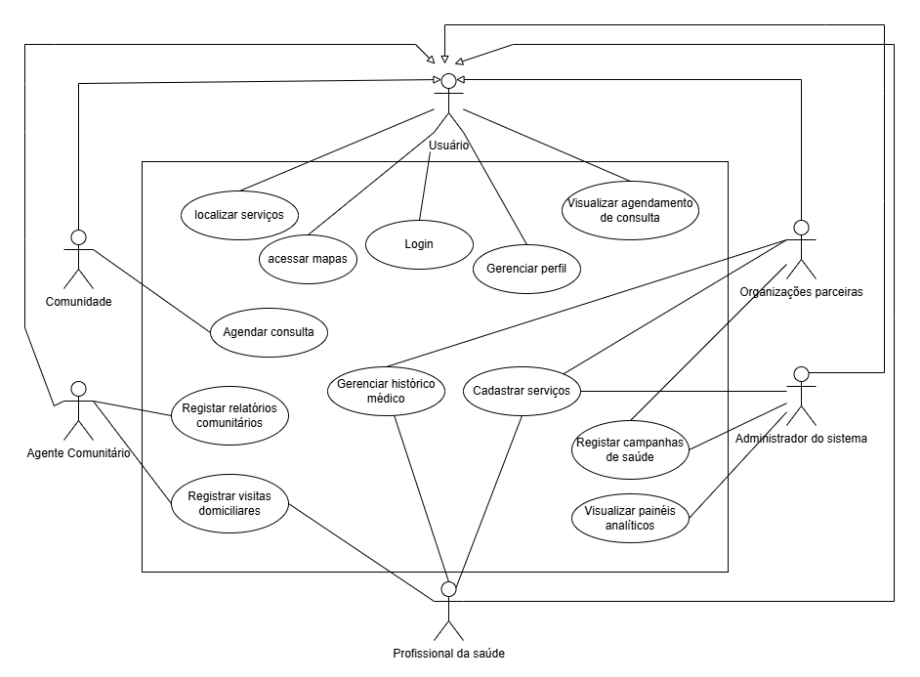 Usuário
Visualizar agendamento
de consulta
localizar serviços
Login
acessar mapas
Gerenciar perfil
Comunidade
Organizações parceiras
Agendar consulta
Gerenciar histórico
médico
Cadastrar serviços
Registar relatórios
comunitários
Agente Comunitário
Administrador do sistema
Registar campanhas
de saúde
Registrar visitas
domiciliares
Visualizar painéis
analíticos
Profissional da saúde